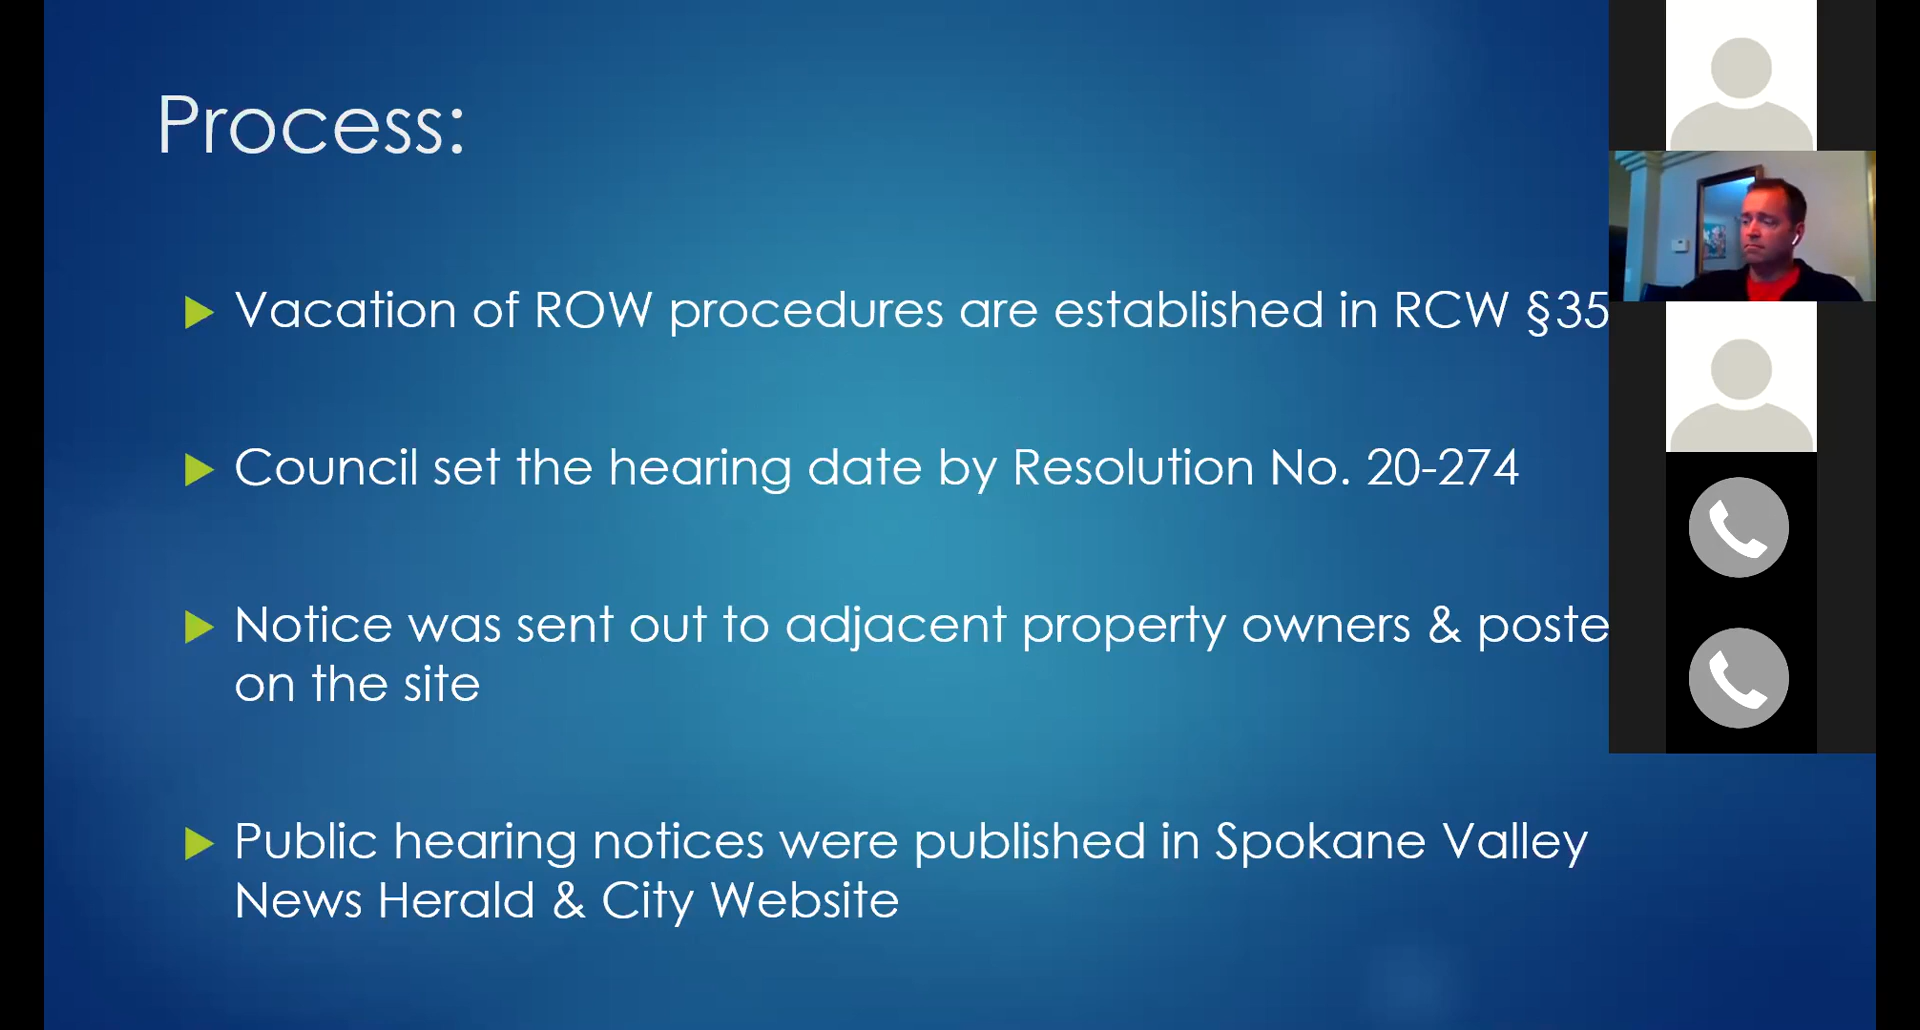 Process:
Vacation of ROW procedures are established in RCW §35
Council set the hearing date by Resolution No. 20-274
Notice was sent out to adjacent property owners & poste
on the site
Public hearing notices were published in Spokane Valley
News Herald & City Website